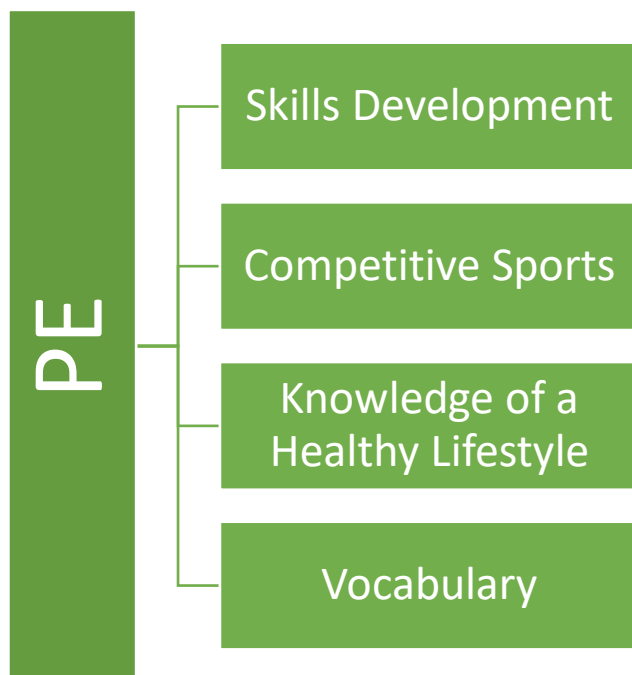 PE
Skills Development
Competitive Sports
Knowledge of a
Healthy Lifestyle
Vocabulary